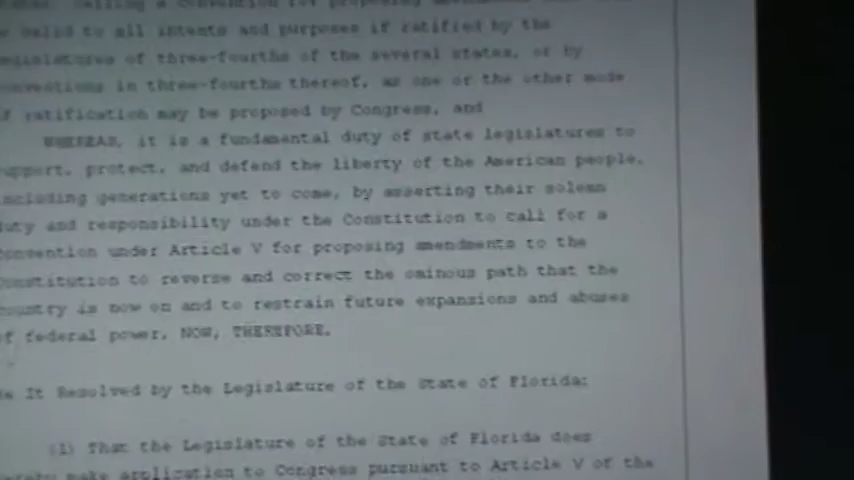 calling a convention for proposing amendments
valid to all intents and purposes if ratified by the
legislatures of three-fourths of the several states, or by
conventions in three-fourths thereof, as one or the other mode
of ratification may be proposed by Congress, and
WHEREAS, it is a fundamental duty of state legislatures to
support, protect, and defend the liberty of the American people,
including generations yet to come, by asserting their solemn
duty and responsibility under the Constitution to call for a
convention under Article V for proposing amendments to the
Constitution to reverse and correct the ominous path that the
country is now on and to restrain future expansions and abuses
of federal power, NOW, THEREFORE,
Be It Resolved by the Legislature of the State of Florida:
(1) That the Legislature of the State of Florida does
hereby make application to Congress pursuant to Article V of the